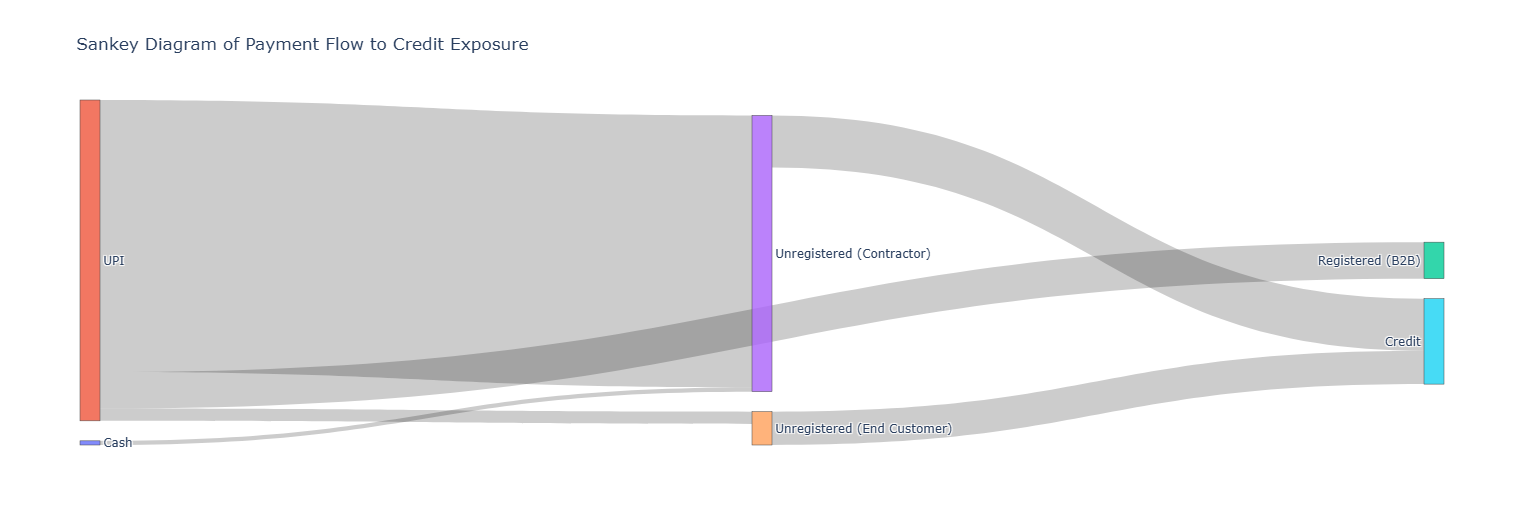 Sankey Diagram of Payment Flow to Credit Exposure
UPI
Cash
Unregistered (Contractor)
Unregistered (End Customer)
Registered (B2B)
Credit